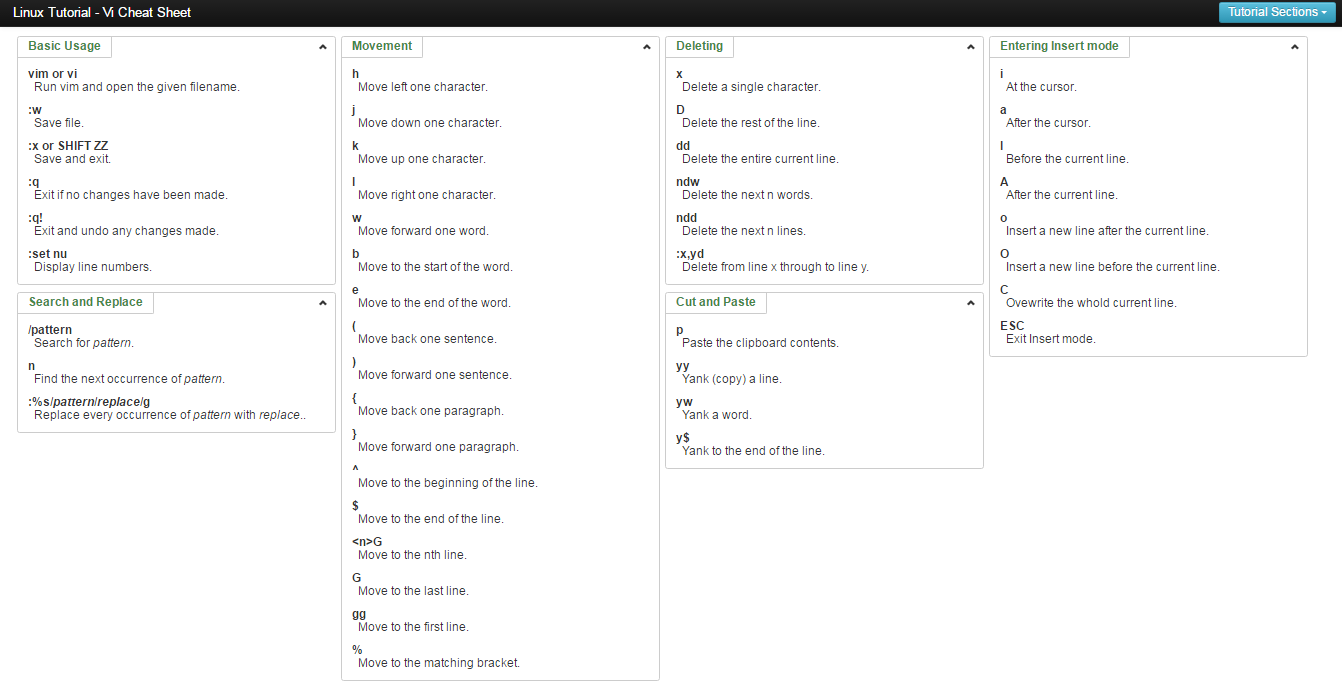 Linux Tutorial - Vi Cheat Sheet
Tutorial Sections
Basic Usage
vim or vi
Run vim and open the given filename.
:w
Save file.
:x or SHIFT ZZ
Save and exit.
:q
Exit if no changes have been made.
:q!
Exit and undo any changes made.
:set nu
Display line numbers.
Search and Replace
/pattern
Search for pattern.
n
Find the next occurrence of pattern.
:%s/pattern/replace/g
Replace every occurrence of pattern with replace..
Movement
h
Move left one character.
j
Move down one character.
k
Move up one character.
l
Move right one character.
w
Move forward one word.
b
Move to the start of the word.
e
Move to the end of the word.
(
Move back one sentence.
)
Move forward one sentence.
{
Move back one paragraph.
}
Move forward one paragraph.
^
Move to the beginning of the line.
$
Move to the end of the line.
<n>G
Move to the nth line.
G
Move to the last line.
gg
Move to the first line.
%
Move to the matching bracket.
Deleting
x
Delete a single character.
D
Delete the rest of the line.
dd
Delete the entire current line.
ndw
Delete the next n words.
ndd
Delete the next n lines.
:x,yd
Delete from line x through to line y.
Cut and Paste
p
Paste the clipboard contents.
yy
Yank (copy) a line.
yw
Yank a word.
y$
Yank to the end of the line.
Entering Insert mode
i
At the cursor.
a
After the cursor.
I
Before the current line.
A
After the current line.
o
Insert a new line after the current line.
O
Insert a new line before the current line.
C
Ovewrite the whold current line.
ESC
Exit Insert mode.